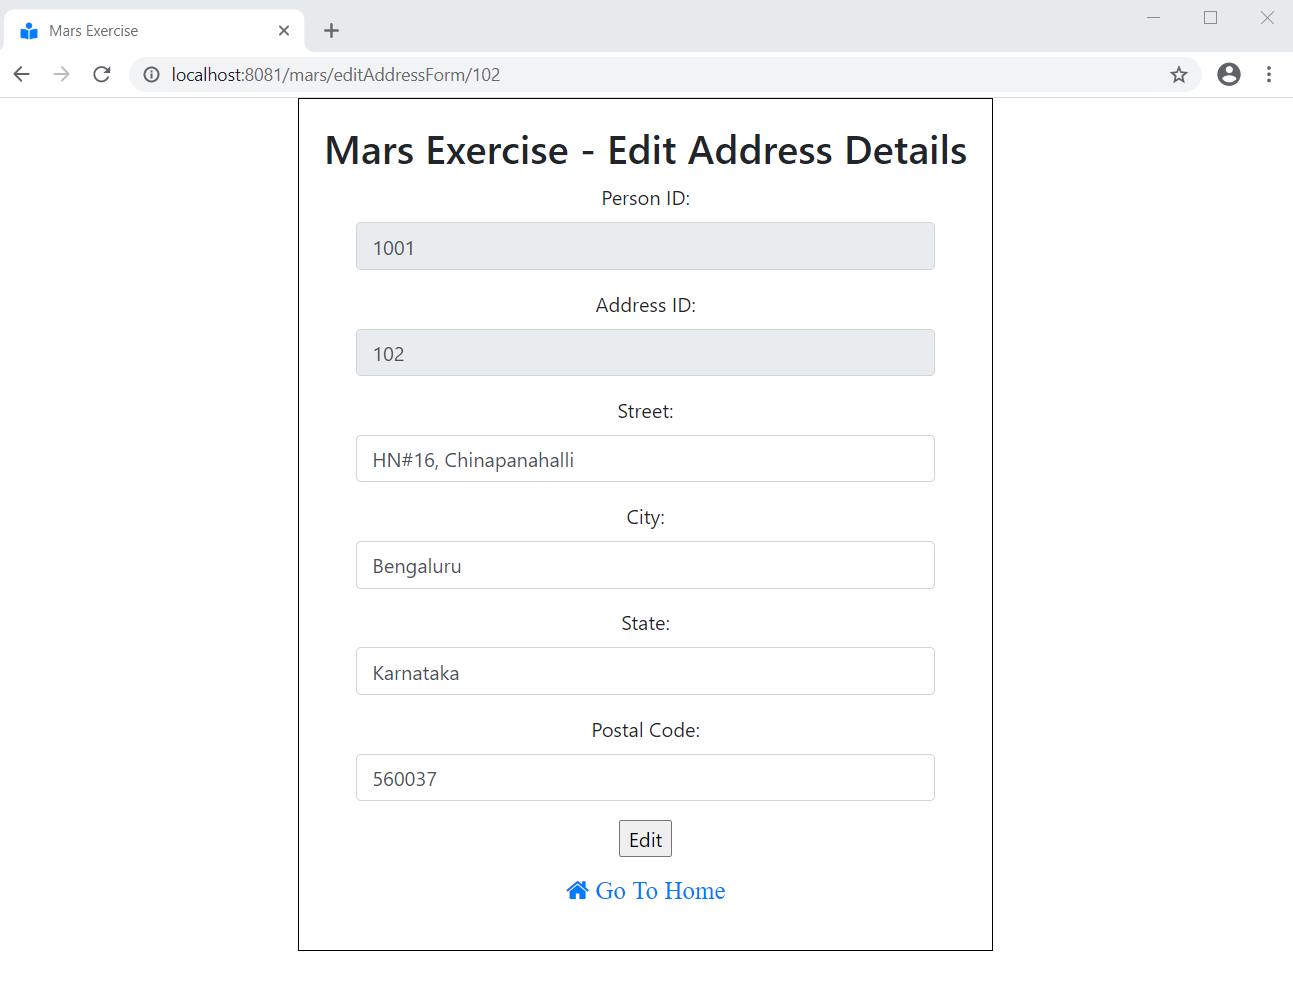 Mars Exercise
localhost:8081/mars/editAddressForm/102
Mars Exercise - Edit Address Details
Person ID:
1001
Address ID:
102
Street:
HN#16, Chinapanahalli
City:
Bengaluru
State:
Karnataka
Postal Code:
560037
Edit
Go To Home